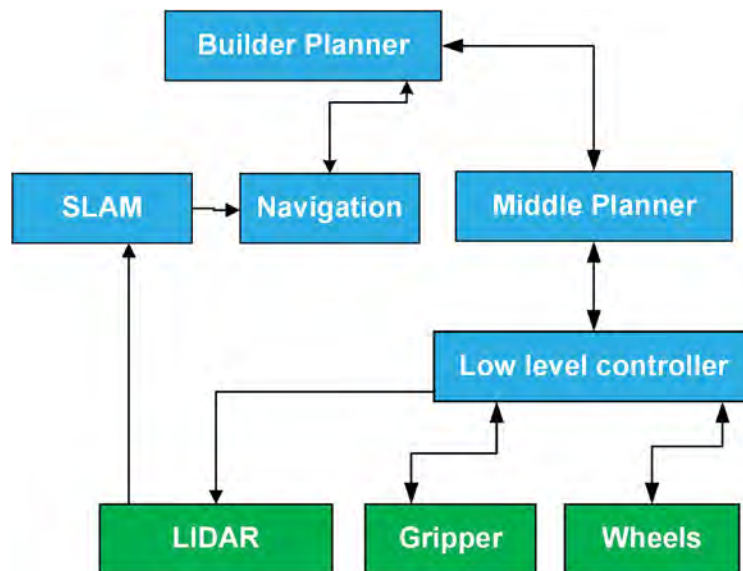 Builder Planner
SLAM
Navigation
Middle Planner
Low level controller
LIDAR
Gripper
Wheels